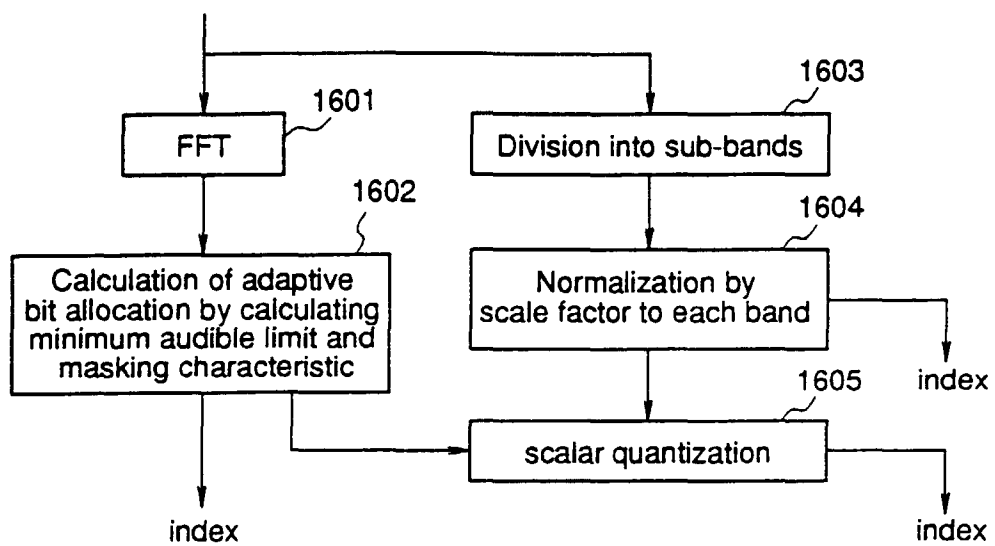 1601
FFT
1603
Division into sub-bands
1602
Calculation of adaptive
bit allocation by calculating
minimum audible limit and
masking characteristic
1604
Normalization by
scale factor to each band
index
1605
scalar quantization
index
index